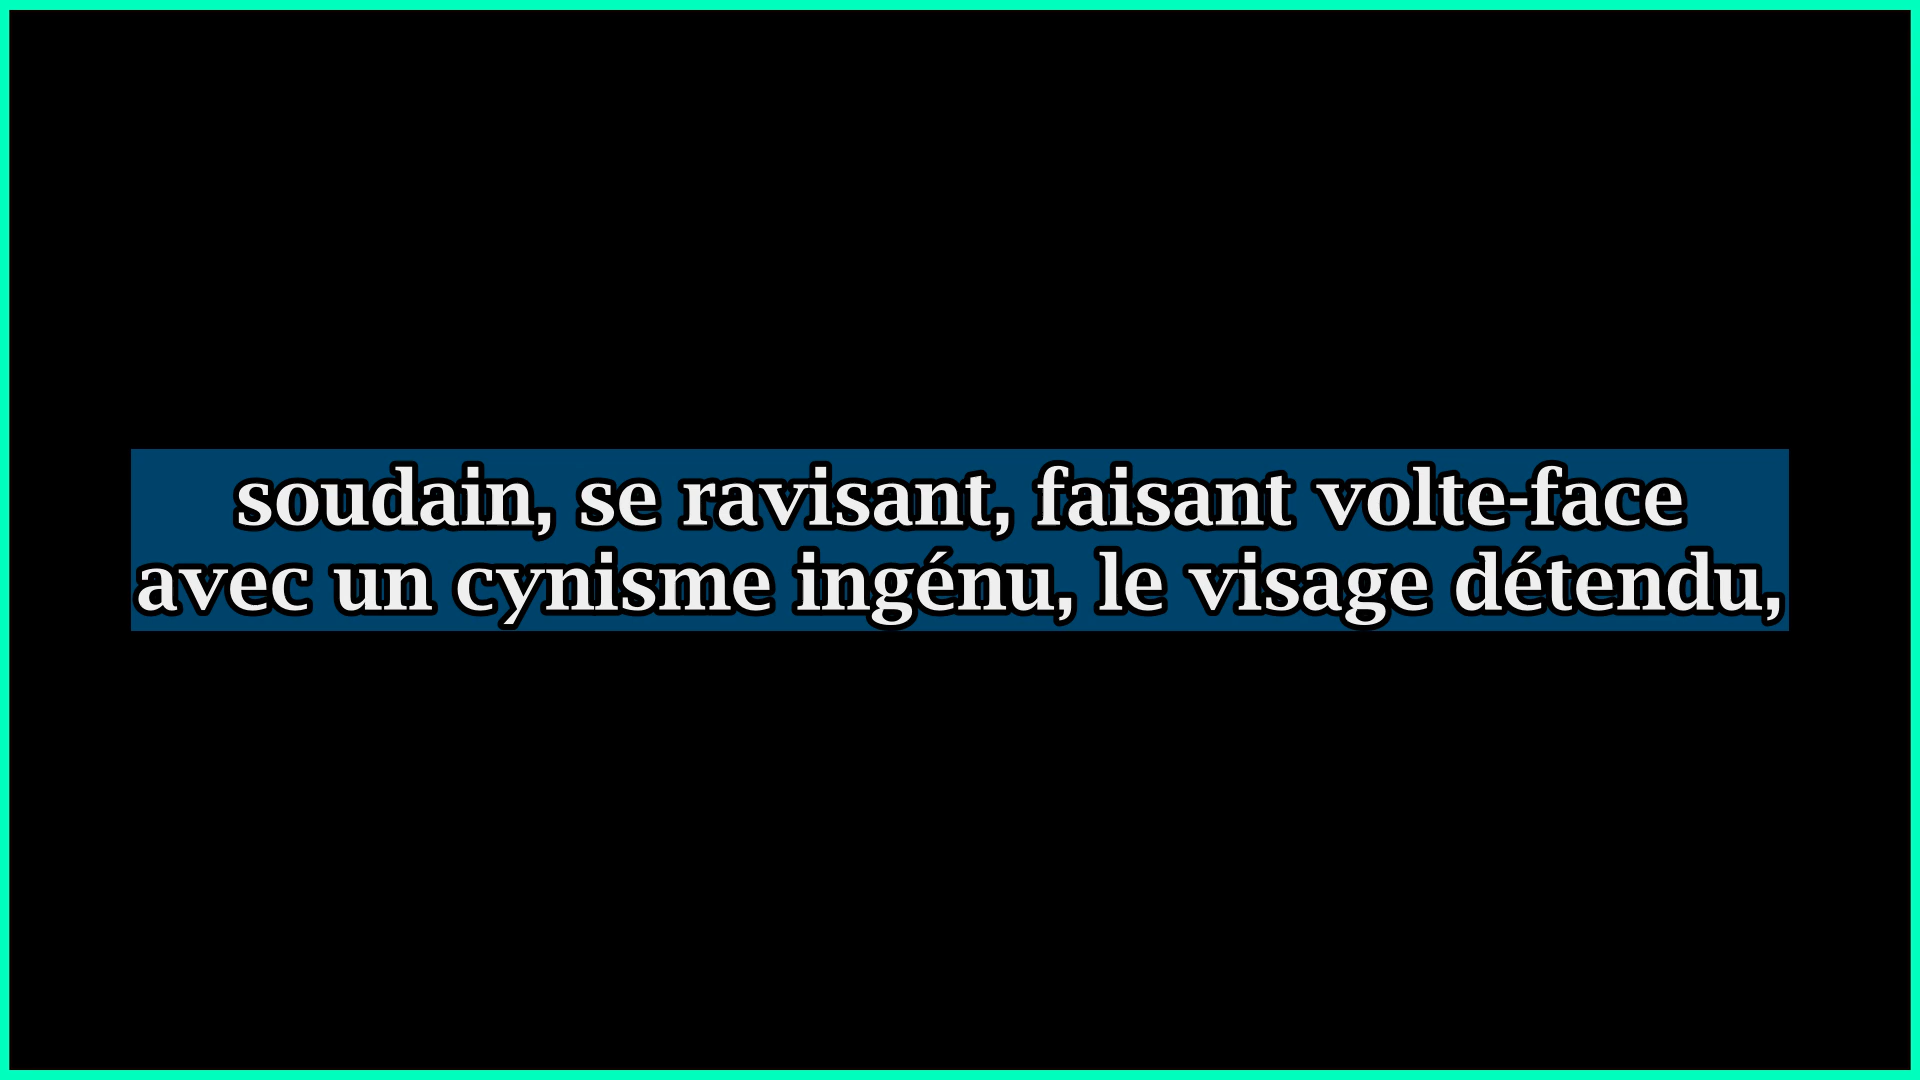 soudain, se ravisant, faisant volte-face
avec un cynisme ingénu, le visage détendu,